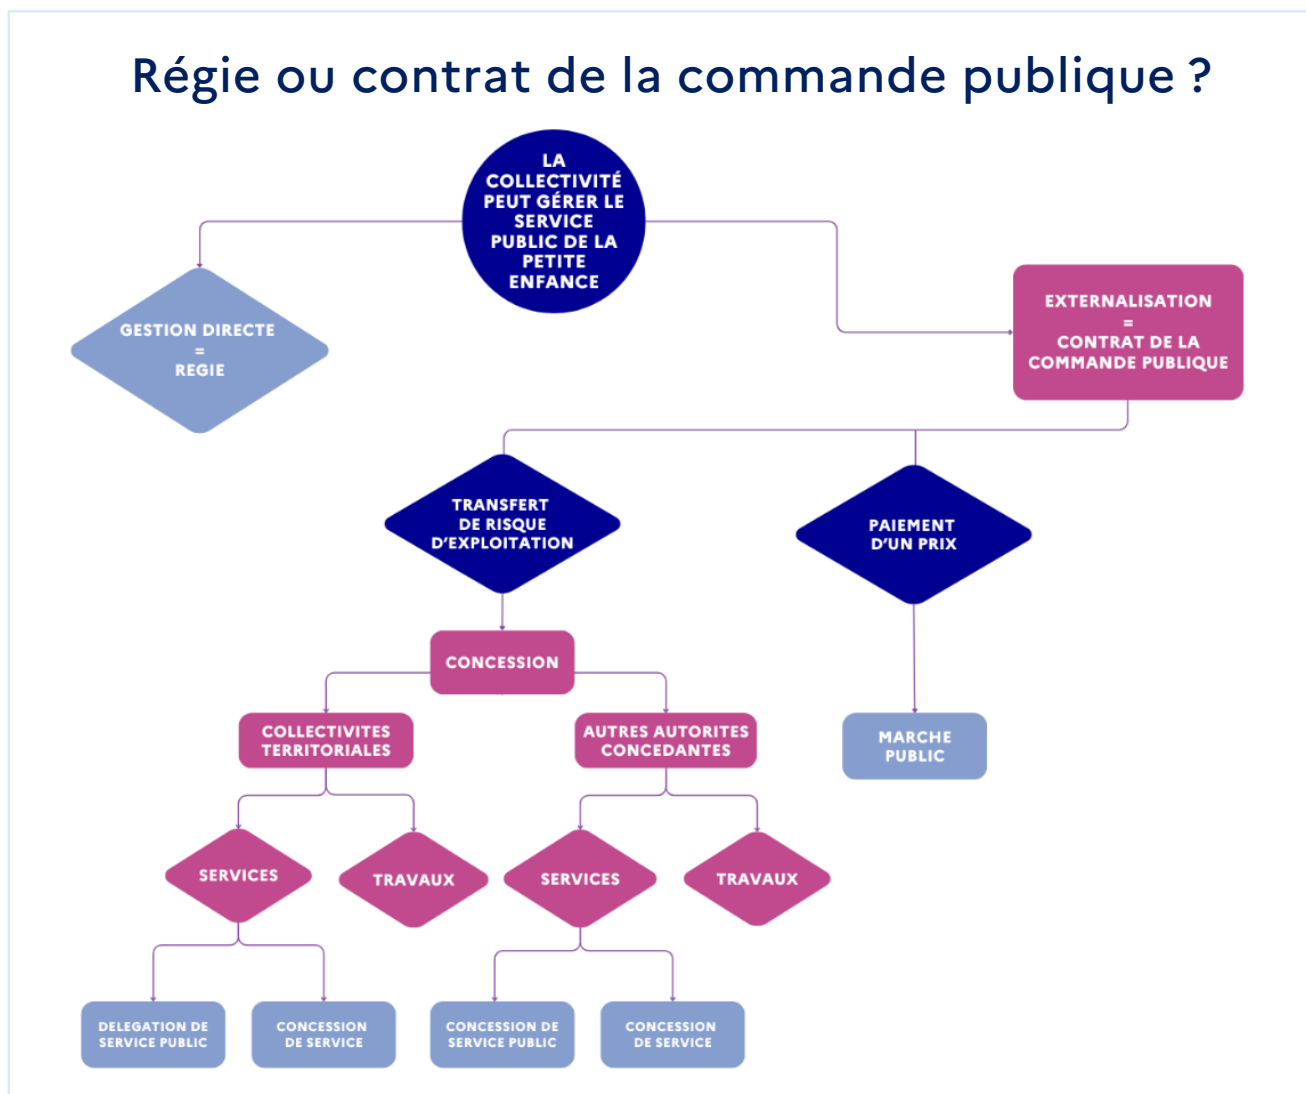 Régie ou contrat de la commande publique ?
LA
COLLECTIVITÉ
PEUT GÉRER LE
SERVICE
PUBLIC DE LA
PETITE
ENFANCE
GESTION DIRECTE
=
REGIE
EXTERNALISATION
=
CONTRAT DE LA
COMMANDE PUBLIQUE
TRANSFERT
DE RISQUE
D'EXPLOITATION
PAIEMENT
D'UN PRIX
CONCESSION
COLLECTIVITES
TERRITORIALES
AUTRES AUTORITES
CONCEDANTES
MARCHE
PUBLIC
SERVICES
TRAVAUX
SERVICES
TRAVAUX
DELEGATION DE
SERVICE PUBLIC
CONCESSION
DE SERVICE
CONCESSION DE
SERVICE PUBLIC
CONCESSION
DE SERVICE